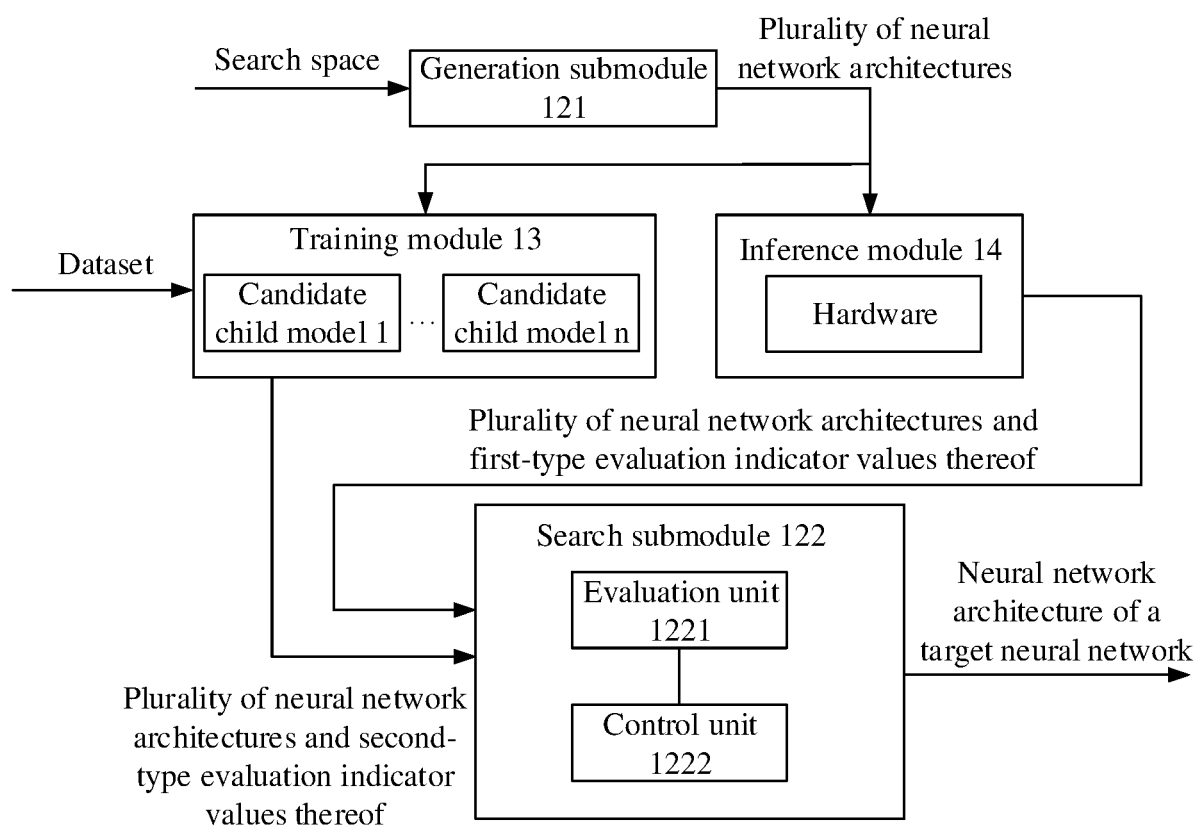 Search space
Generation submodule
121
Plurality of neural
network architectures
Dataset
Training module 13
Candidate
child model 1
...
Candidate
child model n
Inference module 14
Hardware
Plurality of neural network architectures and
first-type evaluation indicator values thereof
Search submodule 122
Evaluation unit
1221
Control unit
1222
Plurality of neural network
architectures and second-
type evaluation indicator
values thereof
Neural network
architecture of a
target neural network